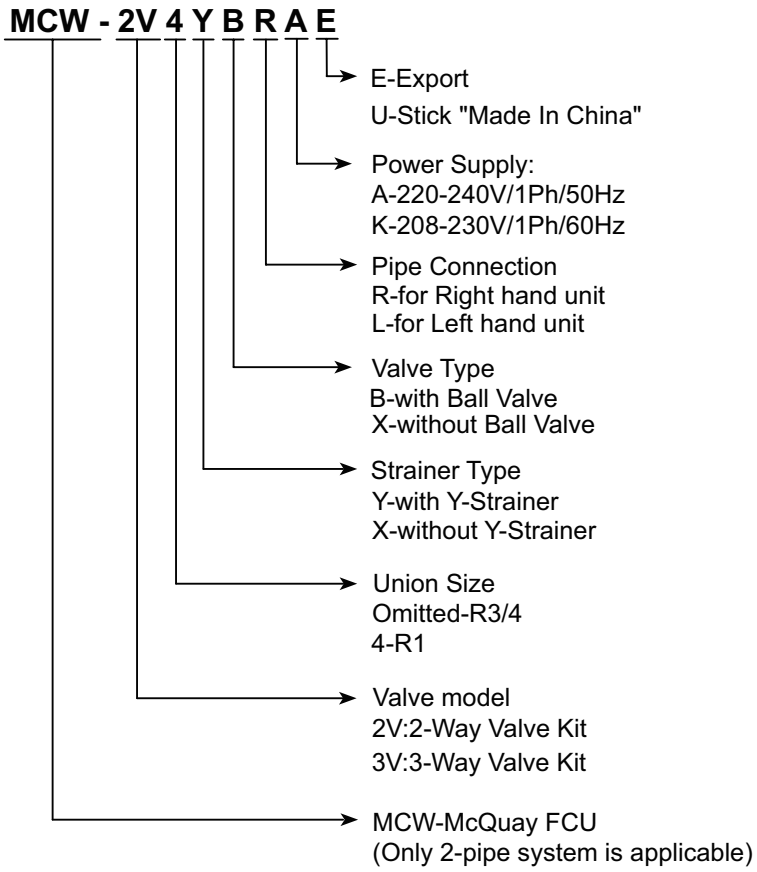 MCW - 2V 4 Y B R A E
E-Export
U-Stick "Made In China"
Power Supply:
A-220-240V/1Ph/50Hz
K-208-230V/1Ph/60Hz
Pipe Connection
R-for Right hand unit
L-for Left hand unit
Valve Type
B-with Ball Valve
X-without Ball Valve
Strainer Type
Y-with Y-Strainer
X-without Y-Strainer
Union Size
Omitted-R3/4
4-R1
Valve model
2V:2-Way Valve Kit
3V:3-Way Valve Kit
MCW-McQuay FCU
(Only 2-pipe system is applicable)